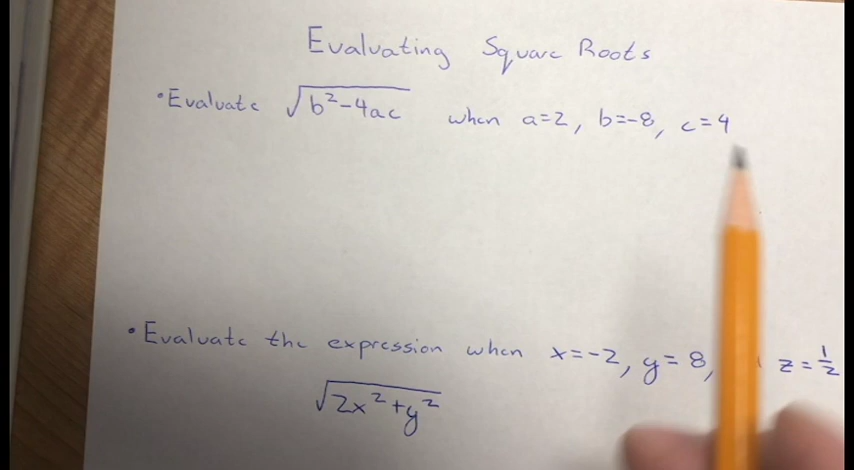 Evaluating Square Roots
•Evaluate √b²-4ac when a=2, b=-8, c=4
•Evaluate the expression when x=-2, y=8, z=½
√2x²+y²